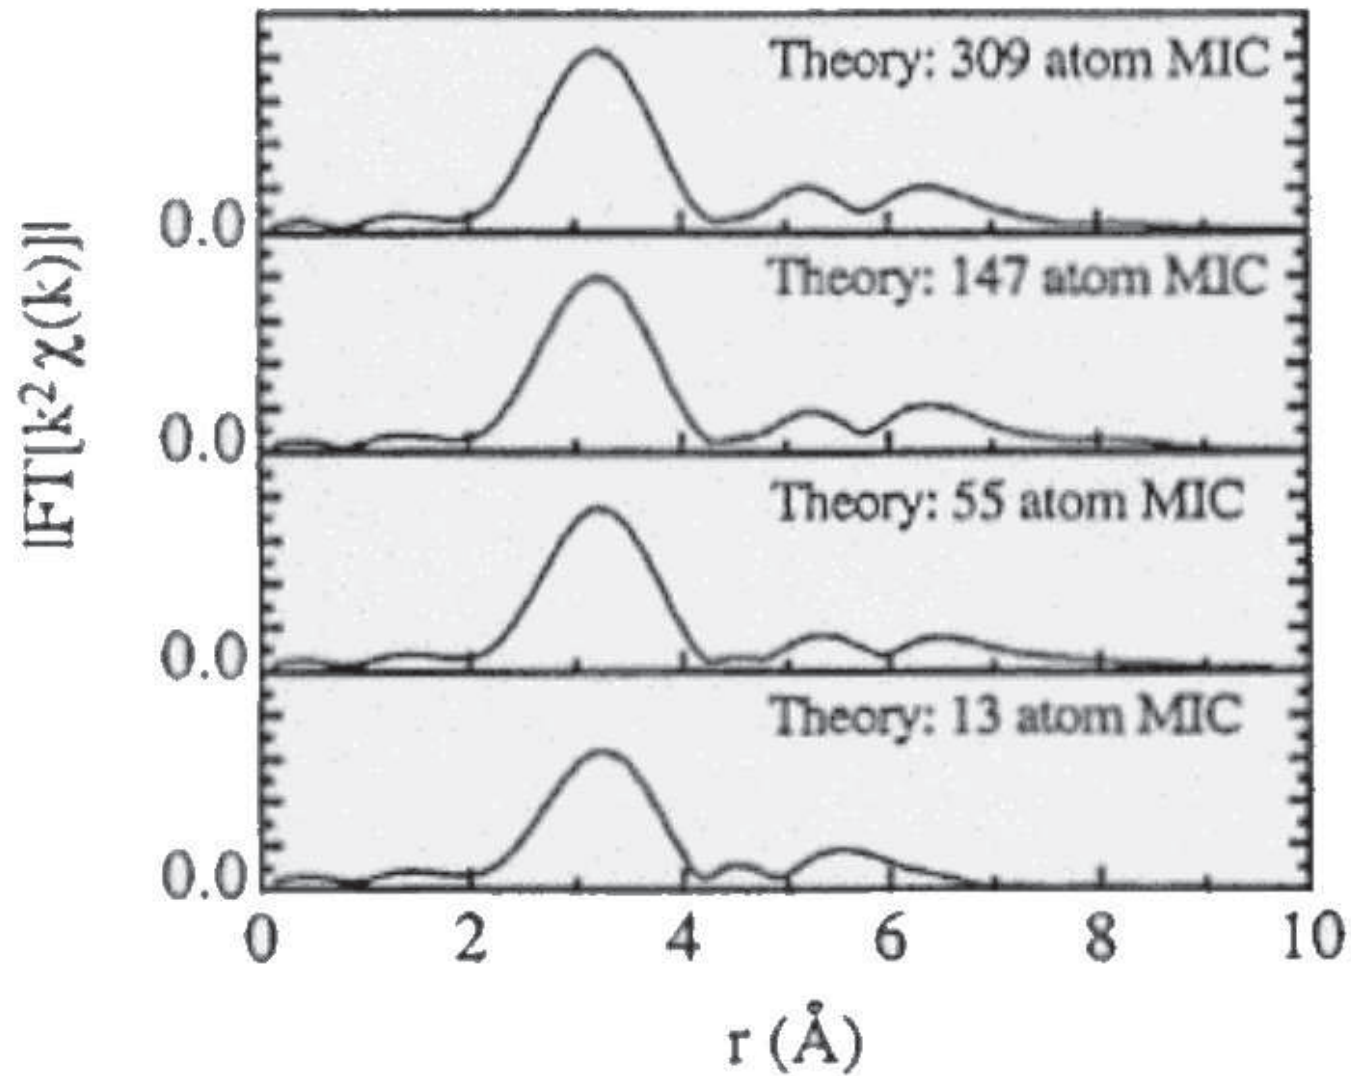 |FT[k² χ(k)]|
Theory: 309 atom MIC
0.0
Theory: 147 atom MIC
0.0
Theory: 55 atom MIC
0.0
Theory: 13 atom MIC
0.0
0 2 4 6 8 10
r (Å)